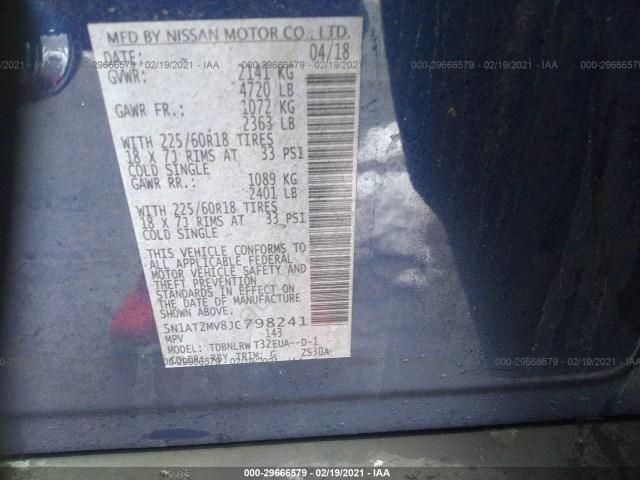 MFD BY NISSAN MOTOR CO., LTD.
DATE: 04/18
000-29666579 - 02/19/2021 - IAA
GVWR: 2141 KG
4720 LB
GAWR FR.: 1072 KG
2363 LB
WITH 225/60R18 TIRES
18 X 7J RIMS AT 33 PSI
COLD SINGLE
GAWR RR.: 1089 KG
2401 LB
WITH 225/60R18 TIRES
18 X 7J RIMS AT 33 PSI
COLD SINGLE
THIS VEHICLE CONFORMS TO
ALL APPLICABLE FEDERAL
MOTOR VEHICLE SAFETY AND
THEFT PREVENTION
STANDARDS IN EFFECT ON
THE DATE OF MANUFACTURE
SHOWN ABOVE.
5N1AT2MV8JC798241
MPV 143
MODEL: TDBNLRW T32EUA--D-1
COLOR: RBY TRIM: G ZS30A
000-29666579 - 02/19/2021 - IAA
000-29666579 - 02/19/2021 - IAA